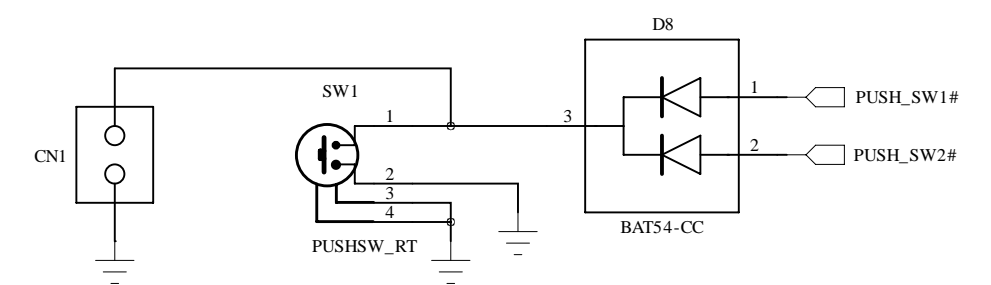 D8
SW1
1
PUSH_SW1#
1
3
CN1
2
PUSH_SW2#
2
3
4
PUSHSW_RT
BAT54-CC